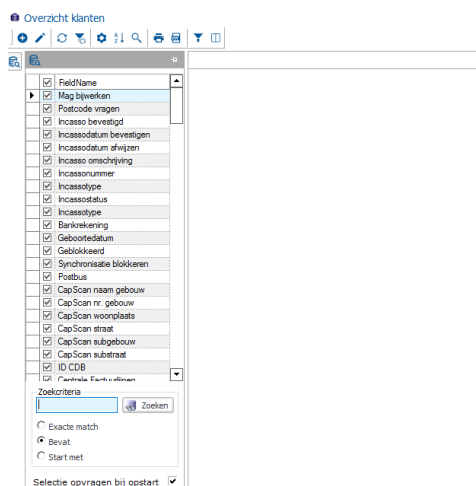 Overzicht klanten
FieldName
Mag bijwerken
Postcode vragen
Incasso bevestigd
Incassodatum bevestigen
Incassodatum afwijzen
Incasso omschrijving
Incassonummer
Incassotype
Incassostatus
Incassotype
Bankrekening
Geboortedatum
Geblokkeerd
Synchronisatie blokkeren
Postbus
CapScan naam gebouw
CapScan nr. gebouw
CapScan woonplaats
CapScan straat
CapScan subgebouw
CapScan substraat
ID CDB
Centrale Factuurlijnen
Zoekcriteria
Zoeken
Exacte match
Bevat
Start met
Selectie opvragen bij opstart